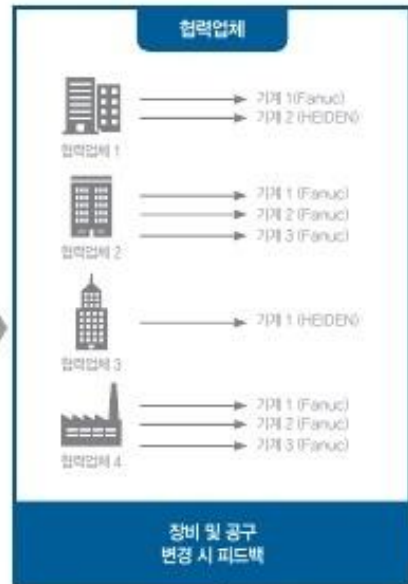 협력업체
기계 1(Fanuc)
기계 2 (HEIDEN)
협력업체 1
기계 1 (Fanuc)
기계 2 (Fanuc)
기계 3 (Fanuc)
협력업체 2
기계 1 (HEIDEN)
협력업체 3
기계 1 (Fanuc)
기계 2 (Fanuc)
기계 3 (Fanuc)
협력업체 4
장비 및 공구
변경 시 피드백